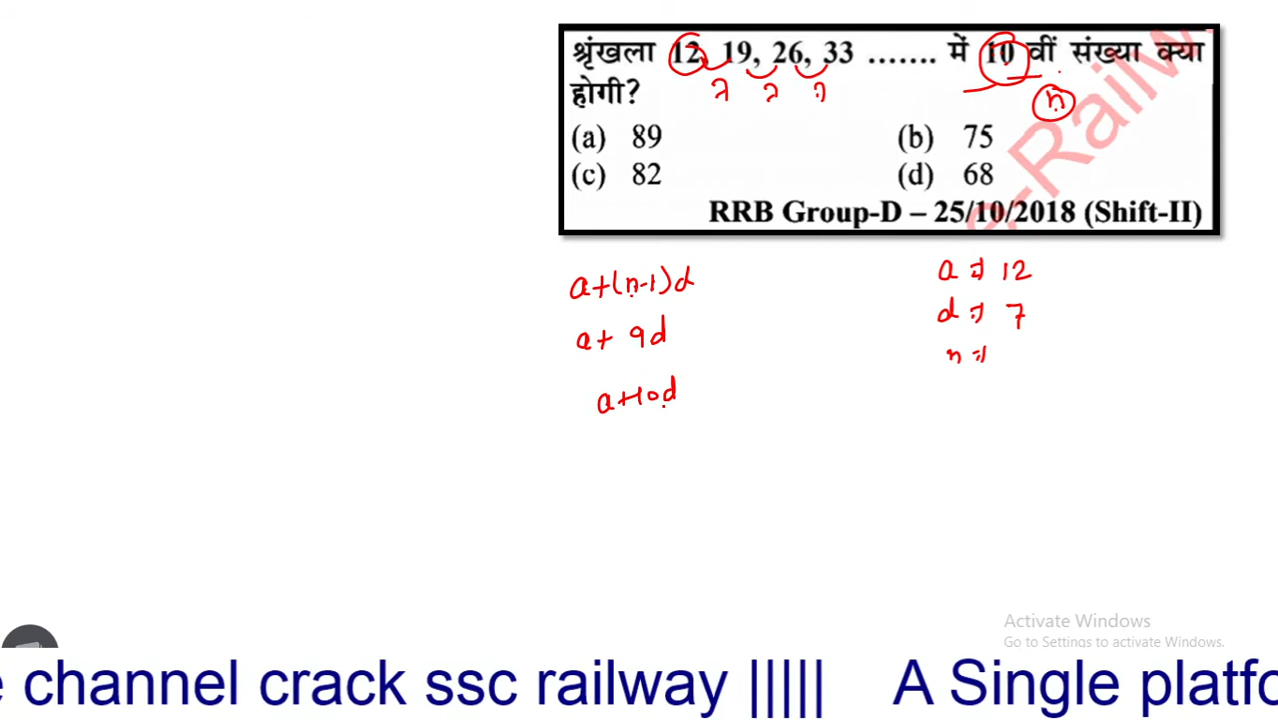 श्रृंखला 12, 19, 26, 33 ....... में 10 वीं संख्या क्या
होगी?
7 7 7
n
(a) 89 (b) 75
(c) 82 (d) 68
RRB Group-D – 25/10/2018 (Shift-II)
e-Railw
a+(n-1)d
a+ 9d
a+10d
a = 12
d = 7
n =
Activate Windows
Go to Settings to activate Windows.
e channel crack ssc railway ||||| A Single platfo